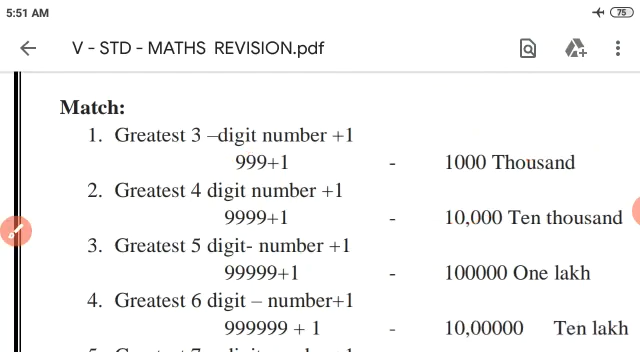 5:51 AM 75
V - STD - MATHS REVISION.pdf
Match:
1. Greatest 3 –digit number +1
999+1 - 1000 Thousand
2. Greatest 4 digit number +1
9999+1 - 10,000 Ten thousand
3. Greatest 5 digit- number +1
99999+1 - 100000 One lakh
4. Greatest 6 digit – number+1
999999 + 1 - 10,00000 Ten lakh